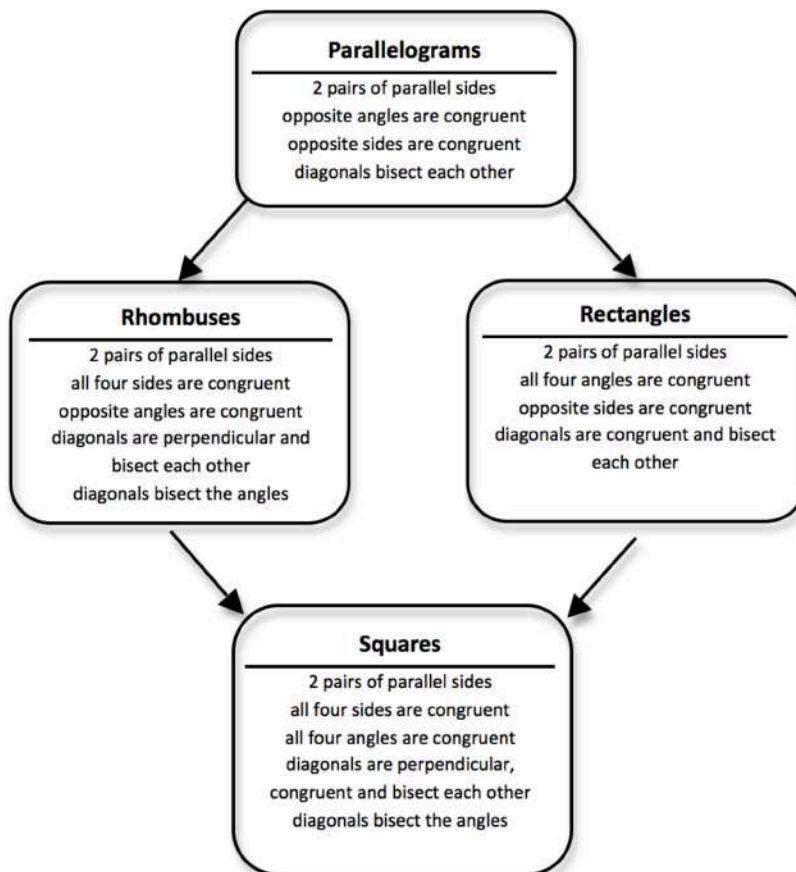 Parallelograms
2 pairs of parallel sides
opposite angles are congruent
opposite sides are congruent
diagonals bisect each other
Rhombuses
2 pairs of parallel sides
all four sides are congruent
opposite angles are congruent
diagonals are perpendicular and
bisect each other
diagonals bisect the angles
Rectangles
2 pairs of parallel sides
all four angles are congruent
opposite sides are congruent
diagonals are congruent and bisect
each other
Squares
2 pairs of parallel sides
all four sides are congruent
all four angles are congruent
diagonals are perpendicular,
congruent and bisect each other
diagonals bisect the angles